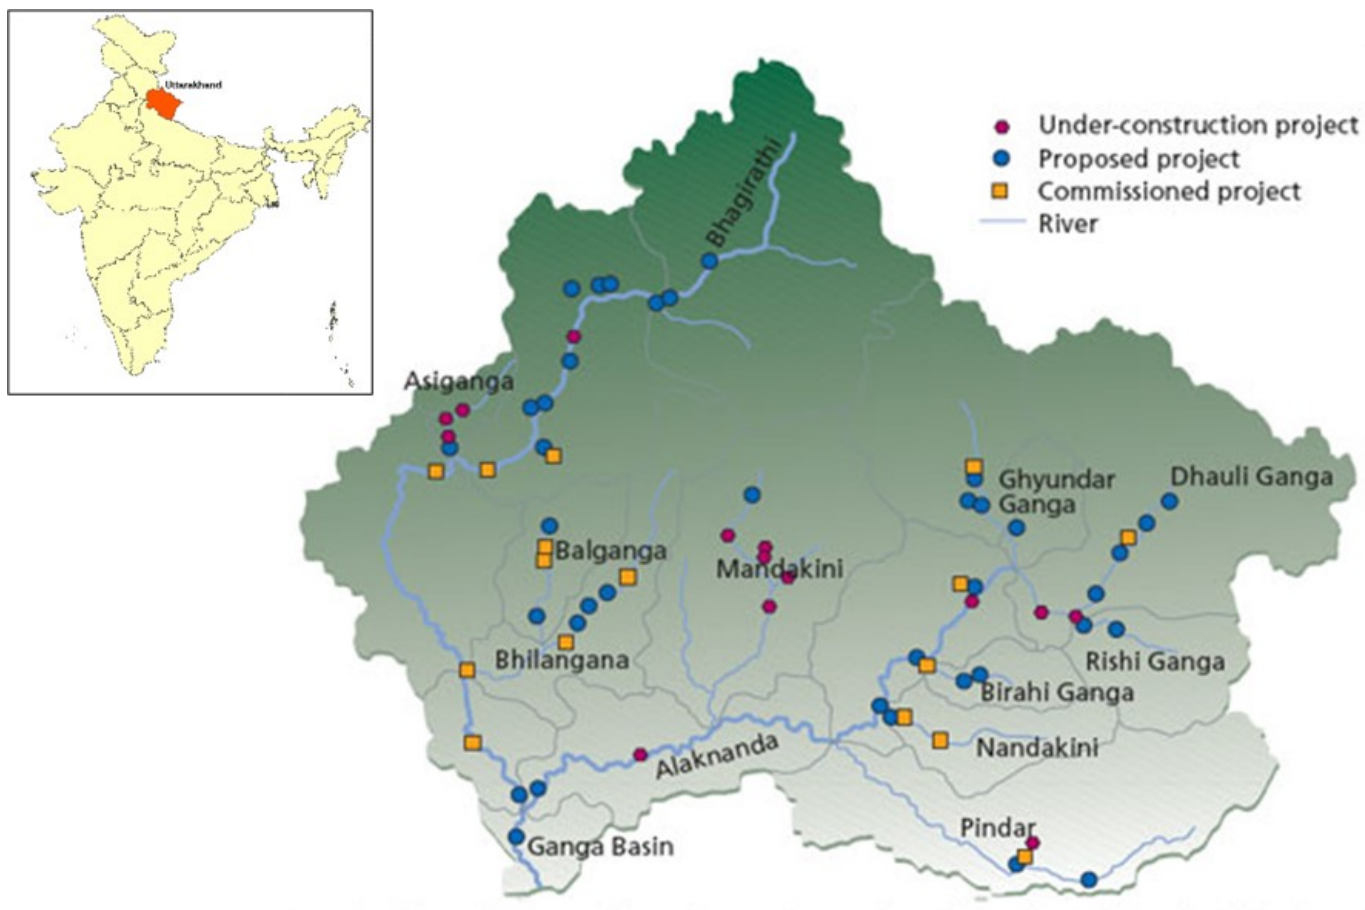 Uttarakhand
Under-construction project
Proposed project
Commissioned project
River
Bhagirathi
Asiganga
Ghyundar
Ganga
Dhauli Ganga
Balganga
Mandakini
Bhilangana
Rishi Ganga
Birahi Ganga
Nandakini
Alaknanda
Pindar
Ganga Basin